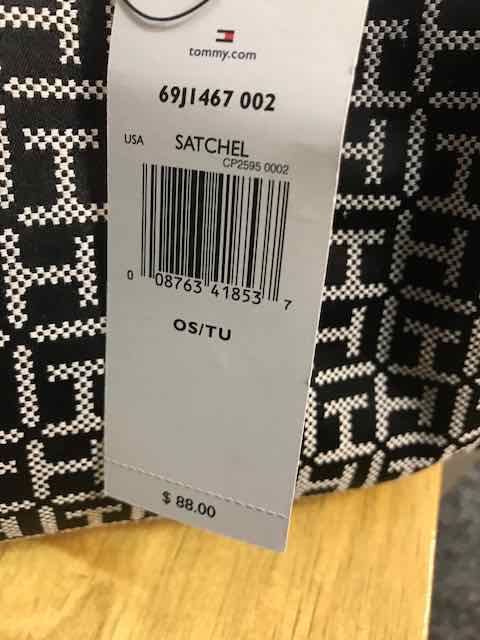 tommy.com
69J1467 002
USA SATCHEL
CP2595 0002
0 08763 41853 7
OS/TU
$ 88.00